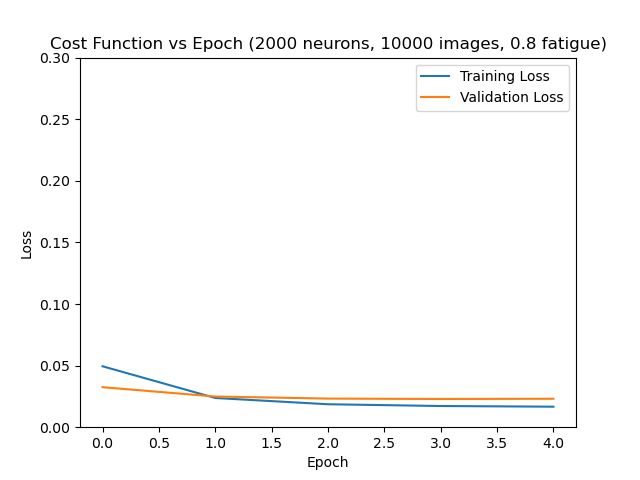 Cost Function vs Epoch (2000 neurons, 10000 images, 0.8 fatigue)
0.30
0.25
0.20
0.15
0.10
0.05
0.00
Loss
Training Loss
Validation Loss
0.0 0.5 1.0 1.5 2.0 2.5 3.0 3.5 4.0
Epoch